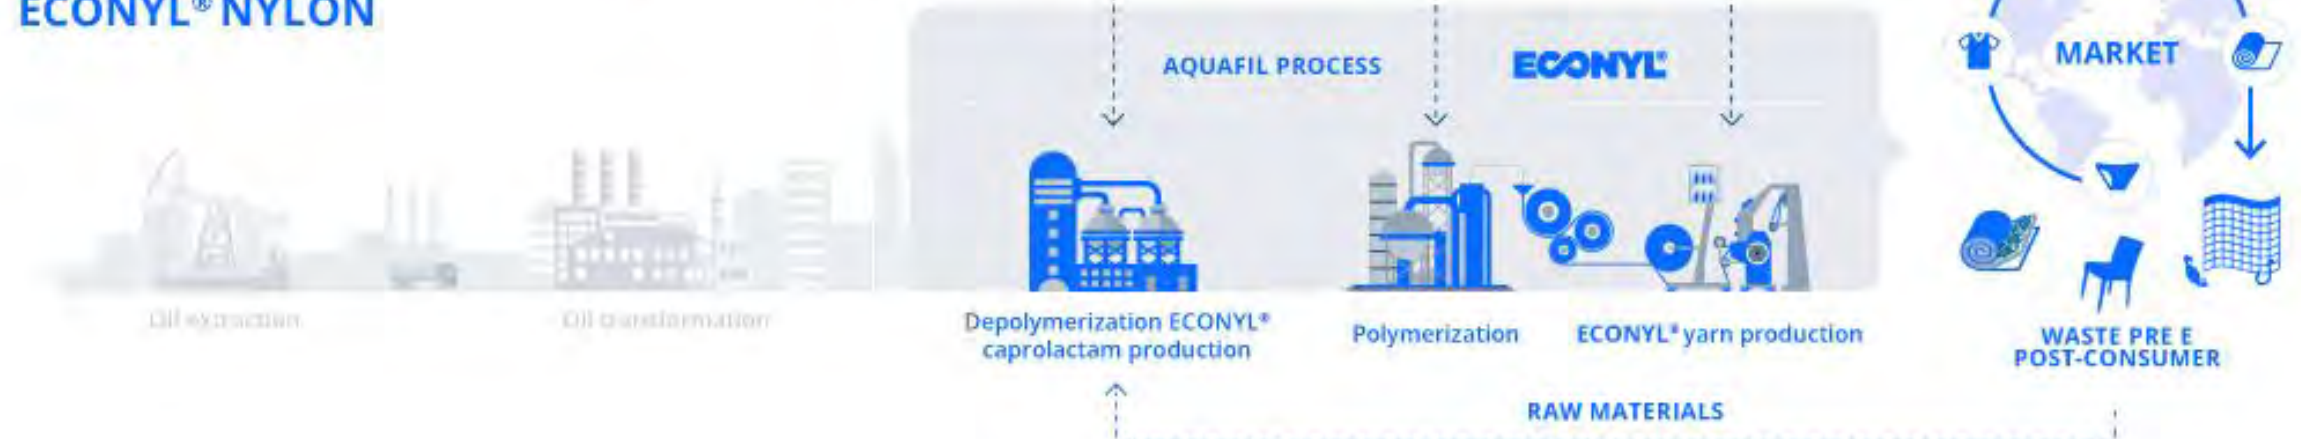 ECONYL® NYLON
AQUAFIL PROCESS
ECONYL®
MARKET
Oil extraction
Oil transformation
Depolymerization ECONYL®
caprolactam production
Polymerization
ECONYL® yarn production
WASTE PRE E
POST-CONSUMER
RAW MATERIALS